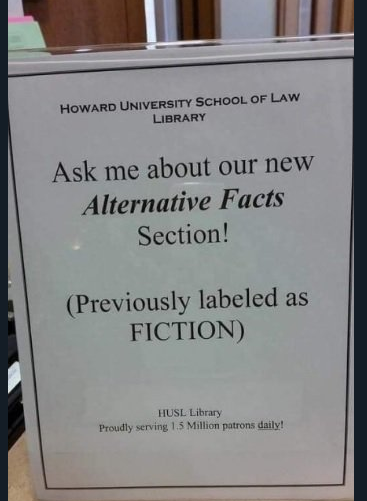 HOWARD UNIVERSITY SCHOOL OF LAW
LIBRARY
Ask me about our new
Alternative Facts
Section!
(Previously labeled as
FICTION)
HUSL Library
Proudly serving 1.5 Million patrons daily!